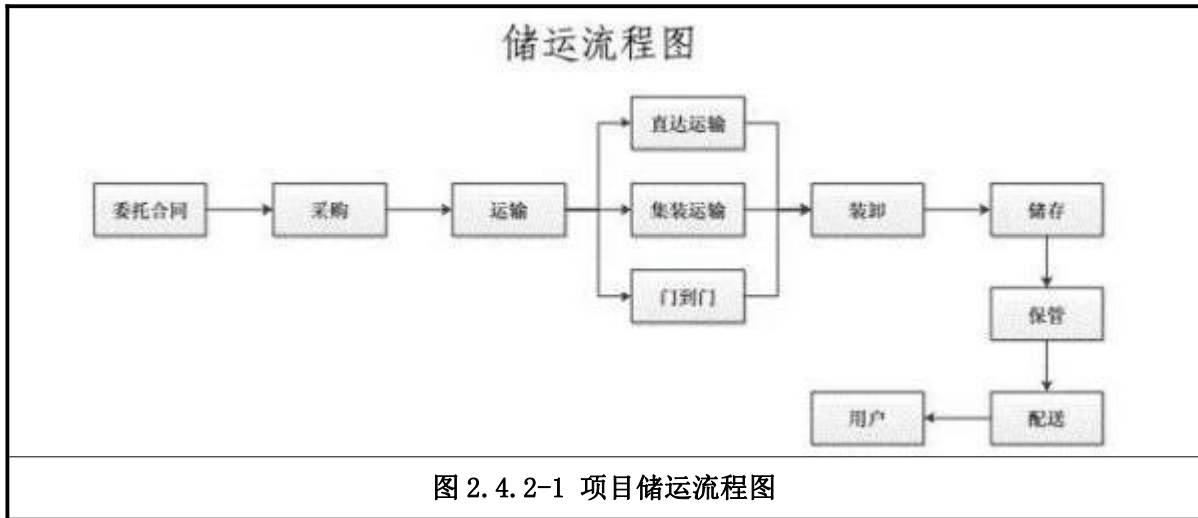 储运流程图
直达运输
委托合同 采购 运输 集装运输 装卸 储存
门到门
保管
用户 配送
图 2.4.2-1 项目储运流程图